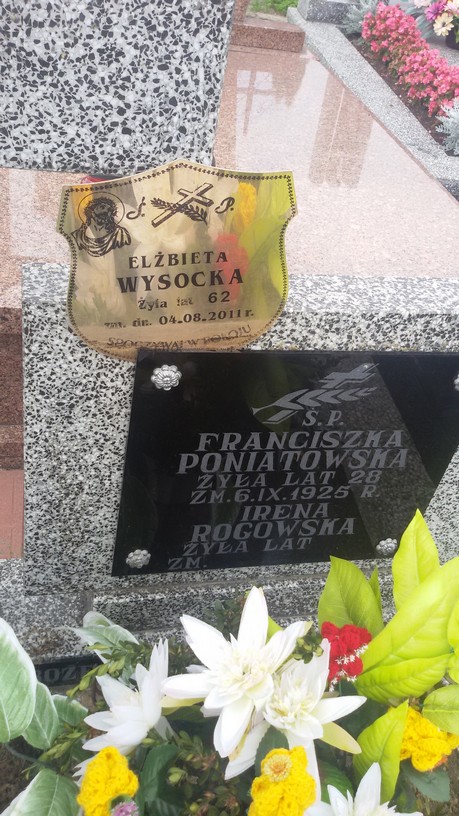 Ś. P.
ELŻBIETA
WYSOCKA
Żyła lat 62
zm. dn. 04.08.2011 r.
SPOCZYWAJ W POKOJU
Ś.P.
FRANCISZKA
PONIATOWSKA
ŻYŁA LAT 28
ZM. 6.IX.1925 R.
IRENA
ROGOWSKA
ŻYŁA LAT
ZM.